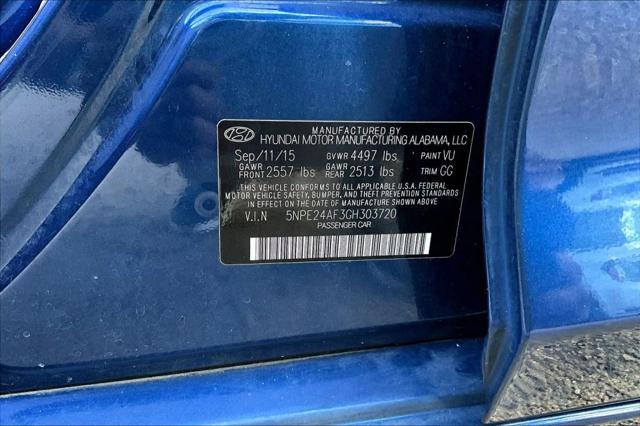 MANUFACTURED BY
HYUNDAI MOTOR MANUFACTURING ALABAMA, LLC
Sep/11/15 GVWR 4497 lbs PAINT VU
GAWR FRONT 2557 lbs GAWR REAR 2513 lbs TRIM GG
THIS VEHICLE CONFORMS TO ALL APPLICABLE U.S.A. FEDERAL
MOTOR VEHICLE SAFETY, BUMPER, AND THEFT PREVENTION STANDARDS
IN EFFECT ON THE DATE OF MANUFACTURE SHOWN ABOVE.
V.I.N 5NPE24AF3GH303720
PASSENGER CAR